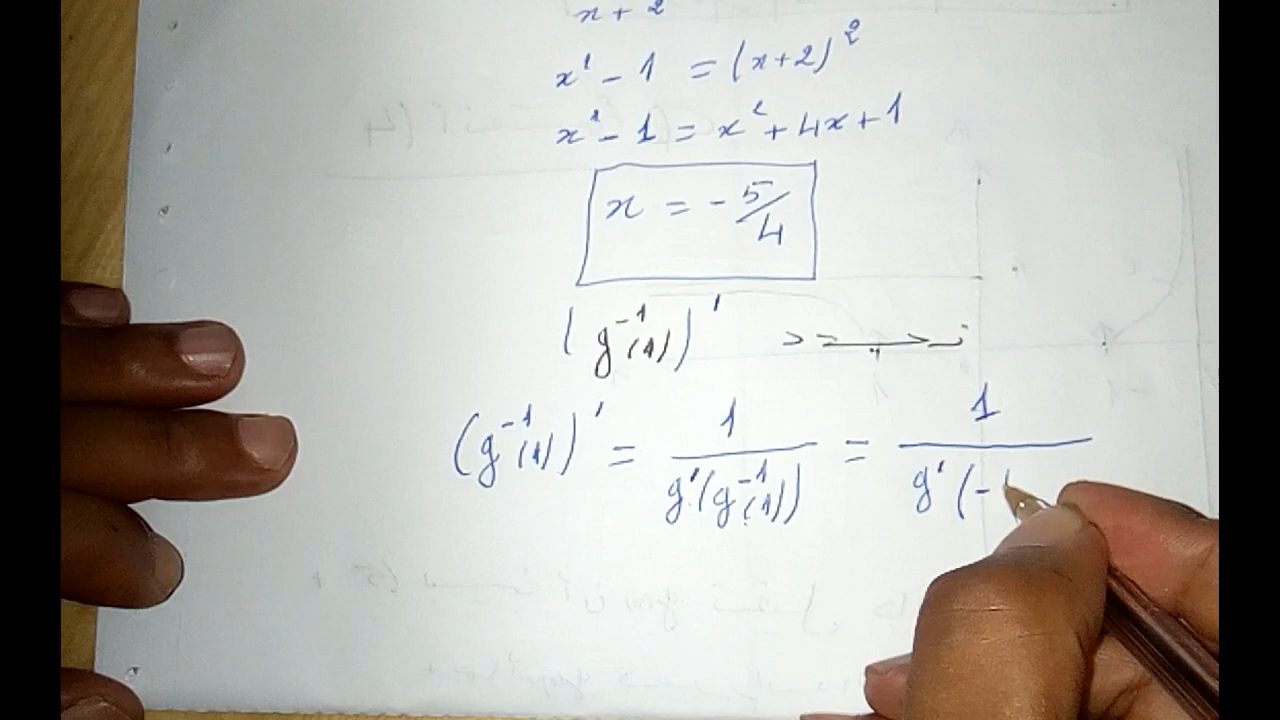 x + 2
x² - 1 = (x+2)²
x² - 1 = x² + 4x + 1
x = - 5/4
(g⁻¹(1))'
(g⁻¹(1))' = 1/g'(g⁻¹(1)) = 1/g'(-